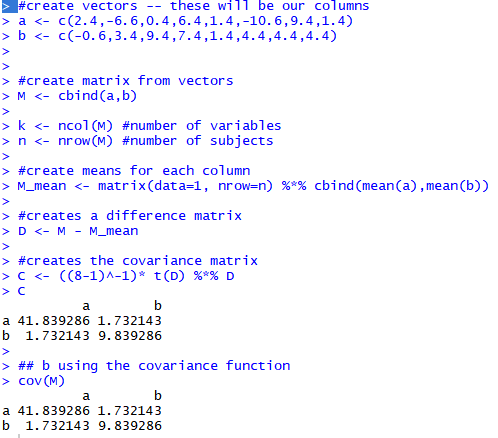 > #create vectors -- these will be our columns
> a <- c(2.4,-6.6,0.4,6.4,1.4,-10.6,9.4,1.4)
> b <- c(-0.6,3.4,9.4,7.4,1.4,4.4,4.4,4.4)
>
>
> #create matrix from vectors
> M <- cbind(a,b)
>
> k <- ncol(M) #number of variables
> n <- nrow(M) #number of subjects
>
> #create means for each column
> M_mean <- matrix(data=1, nrow=n) %*% cbind(mean(a),mean(b))
>
> #creates a difference matrix
> D <- M - M_mean
>
> #creates the covariance matrix
> C <- ((8-1)^-1)* t(D) %*% D
> C
          a        b
a 41.839286 1.732143
b  1.732143 9.839286
>
> ## b using the covariance function
> cov(M)
          a        b
a 41.839286 1.732143
b  1.732143 9.839286